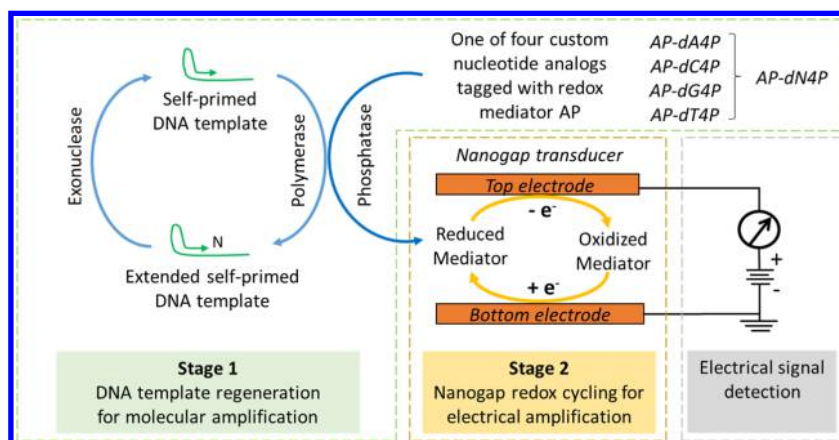 One of four custom
nucleotide analogs
tagged with redox
mediator AP
AP-dA4P
AP-dC4P
AP-dG4P
AP-dT4P
AP-dN4P
Self-primed
DNA template
Exonuclease
Polymerase
Phosphatase
N
Extended self-primed
DNA template
Nanogap transducer
Top electrode
- e-
Reduced
Mediator
Oxidized
Mediator
+ e-
Bottom electrode
+
-
Stage 1
DNA template regeneration
for molecular amplification
Stage 2
Nanogap redox cycling for
electrical amplification
Electrical signal
detection